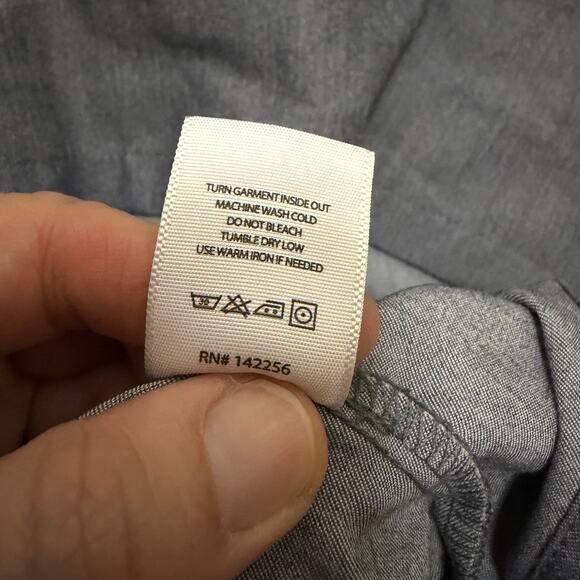 TURN GARMENT INSIDE OUT
MACHINE WASH COLD
DO NOT BLEACH
TUMBLE DRY LOW
USE WARM IRON IF NEEDED
30
RN# 142256